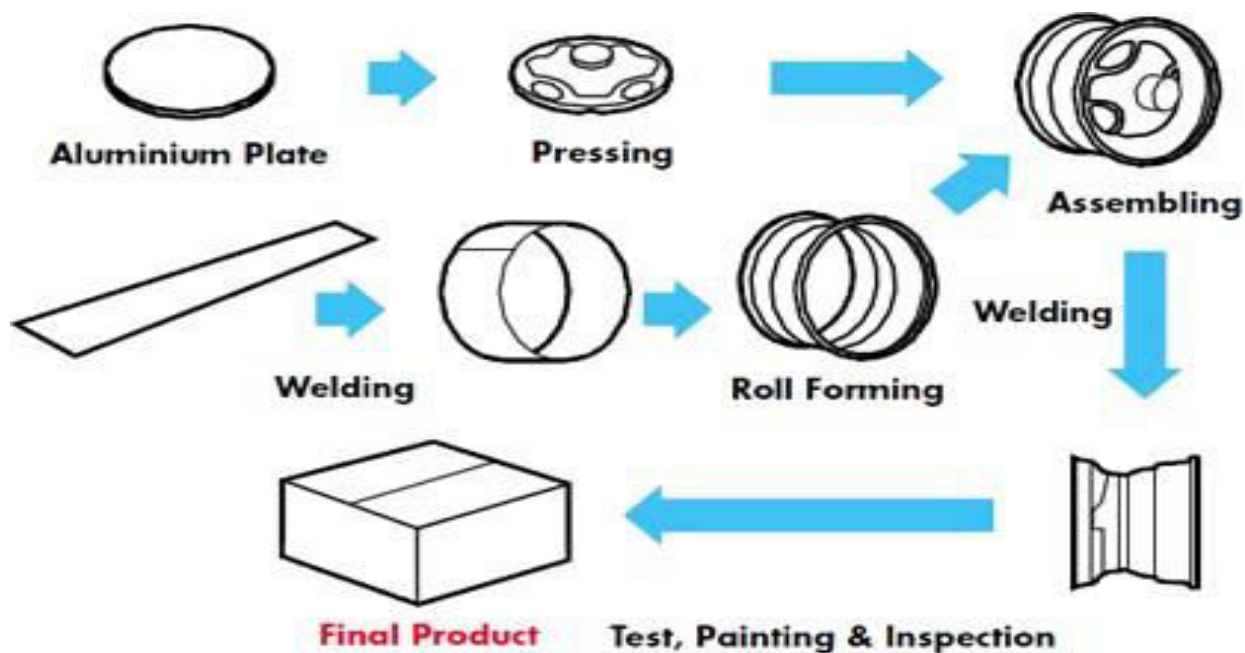 Aluminium Plate
Pressing
Assembling
Welding
Roll Forming
Welding
Final Product
Test, Painting & Inspection